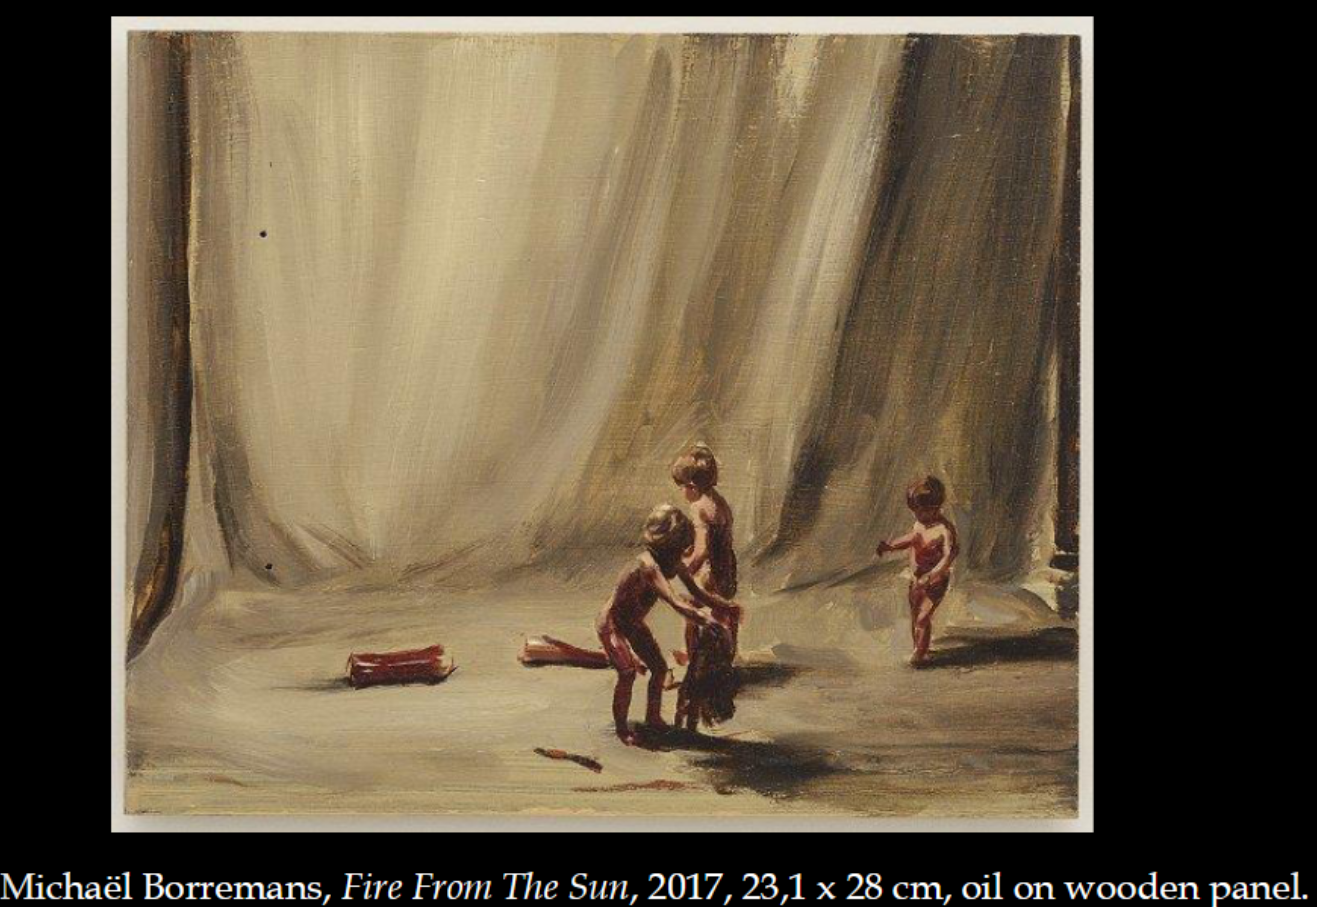 Michaël Borremans, Fire From The Sun, 2017, 23,1 x 28 cm, oil on wooden panel.